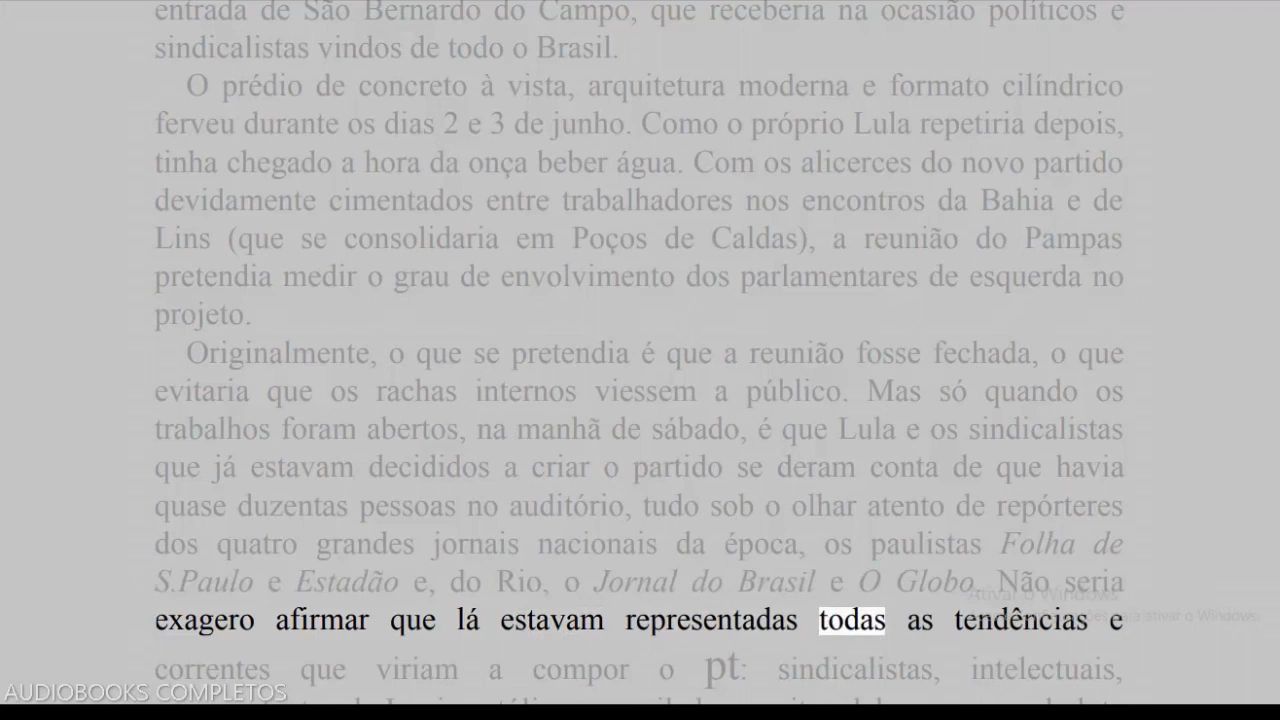 entrada de São Bernardo do Campo, que receberia na ocasião políticos e
sindicalistas vindos de todo o Brasil.
O prédio de concreto à vista, arquitetura moderna e formato cilíndrico
ferveu durante os dias 2 e 3 de junho. Como o próprio Lula repetiria depois,
tinha chegado a hora da onça beber água. Com os alicerces do novo partido
devidamente cimentados entre trabalhadores nos encontros da Bahia e de
Lins (que se consolidaria em Poços de Caldas), a reunião do Pampas
pretendia medir o grau de envolvimento dos parlamentares de esquerda no
projeto.
Originalmente, o que se pretendia é que a reunião fosse fechada, o que
evitaria que os rachas internos viessem a público. Mas só quando os
trabalhos foram abertos, na manhã de sábado, é que Lula e os sindicalistas
que já estavam decididos a criar o partido se deram conta de que havia
quase duzentas pessoas no auditório, tudo sob o olhar atento de repórteres
dos quatro grandes jornais nacionais da época, os paulistas Folha de
S.Paulo e Estadão e, do Rio, o Jornal do Brasil e O Globo. Não seria
Ativar o Windows
exagero afirmar que lá estavam representadas todas as tendências e
para ativar o Windows.
correntes que viriam a compor o pt: sindicalistas, intelectuais,
AUDIOBOOKS COMPLETOS